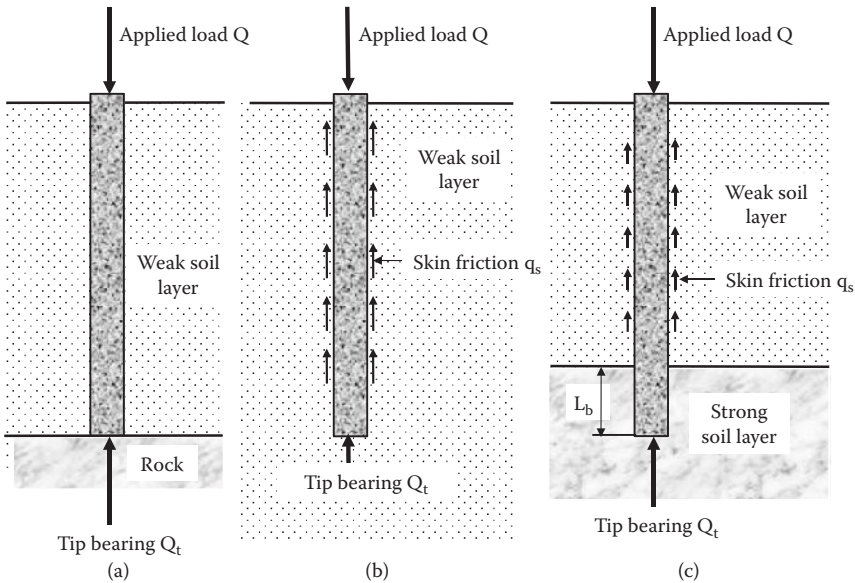 Applied load Q
Weak soil
layer
Rock
Tip bearing Qₜ
(a)
Applied load Q
Weak soil
layer
Skin friction qₛ
Tip bearing Qₜ
(b)
Applied load Q
Weak soil
layer
Skin friction qₛ
L_b
Strong
soil layer
Tip bearing Qₜ
(c)